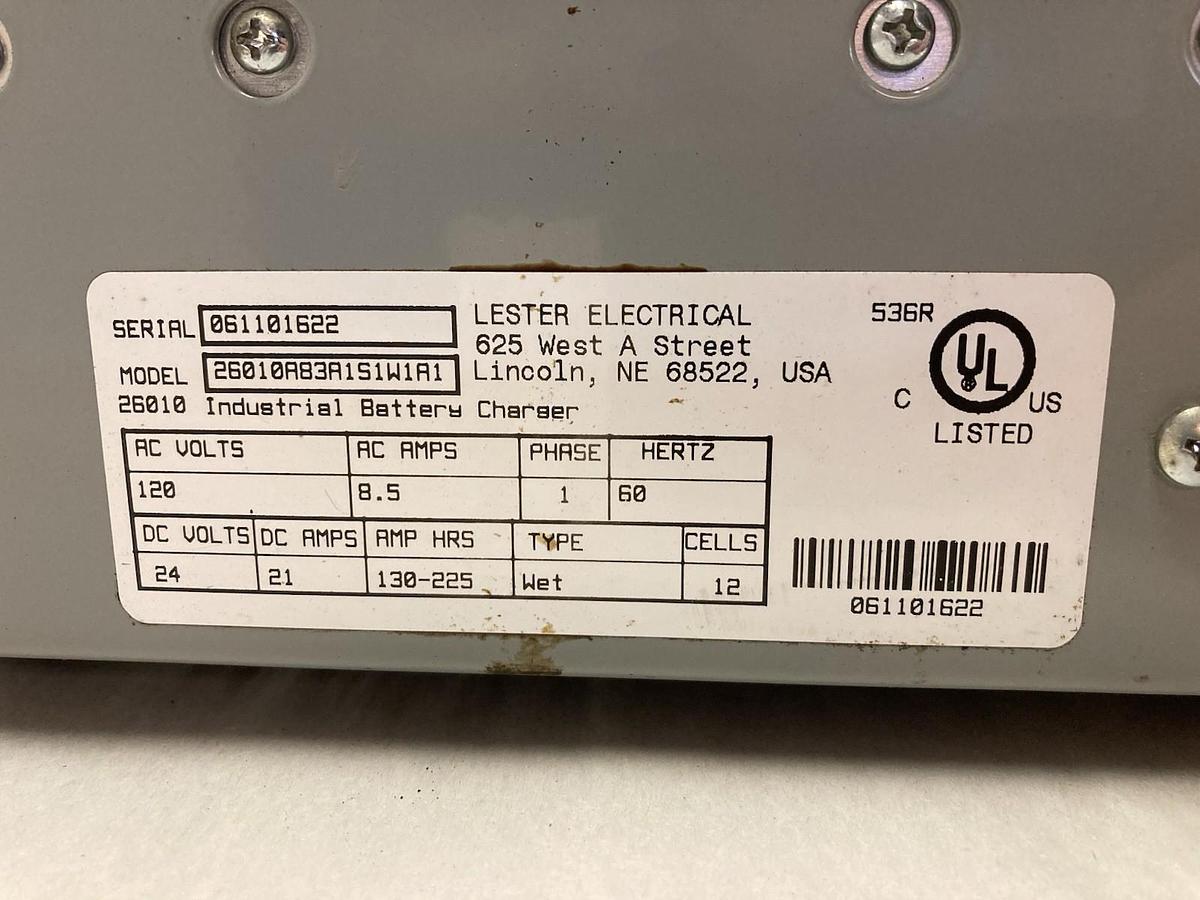 SERIAL 061101622
LESTER ELECTRICAL
625 West A Street
Lincoln, NE 68522, USA
MODEL 26010A83A1S1W1A1
26010 Industrial Battery Charger
536R
UL
C US
LISTED
AC VOLTS AC AMPS PHASE HERTZ
120 8.5 1 60
DC VOLTS DC AMPS AMP HRS TYPE CELLS
24 21 130-225 Wet 12
061101622